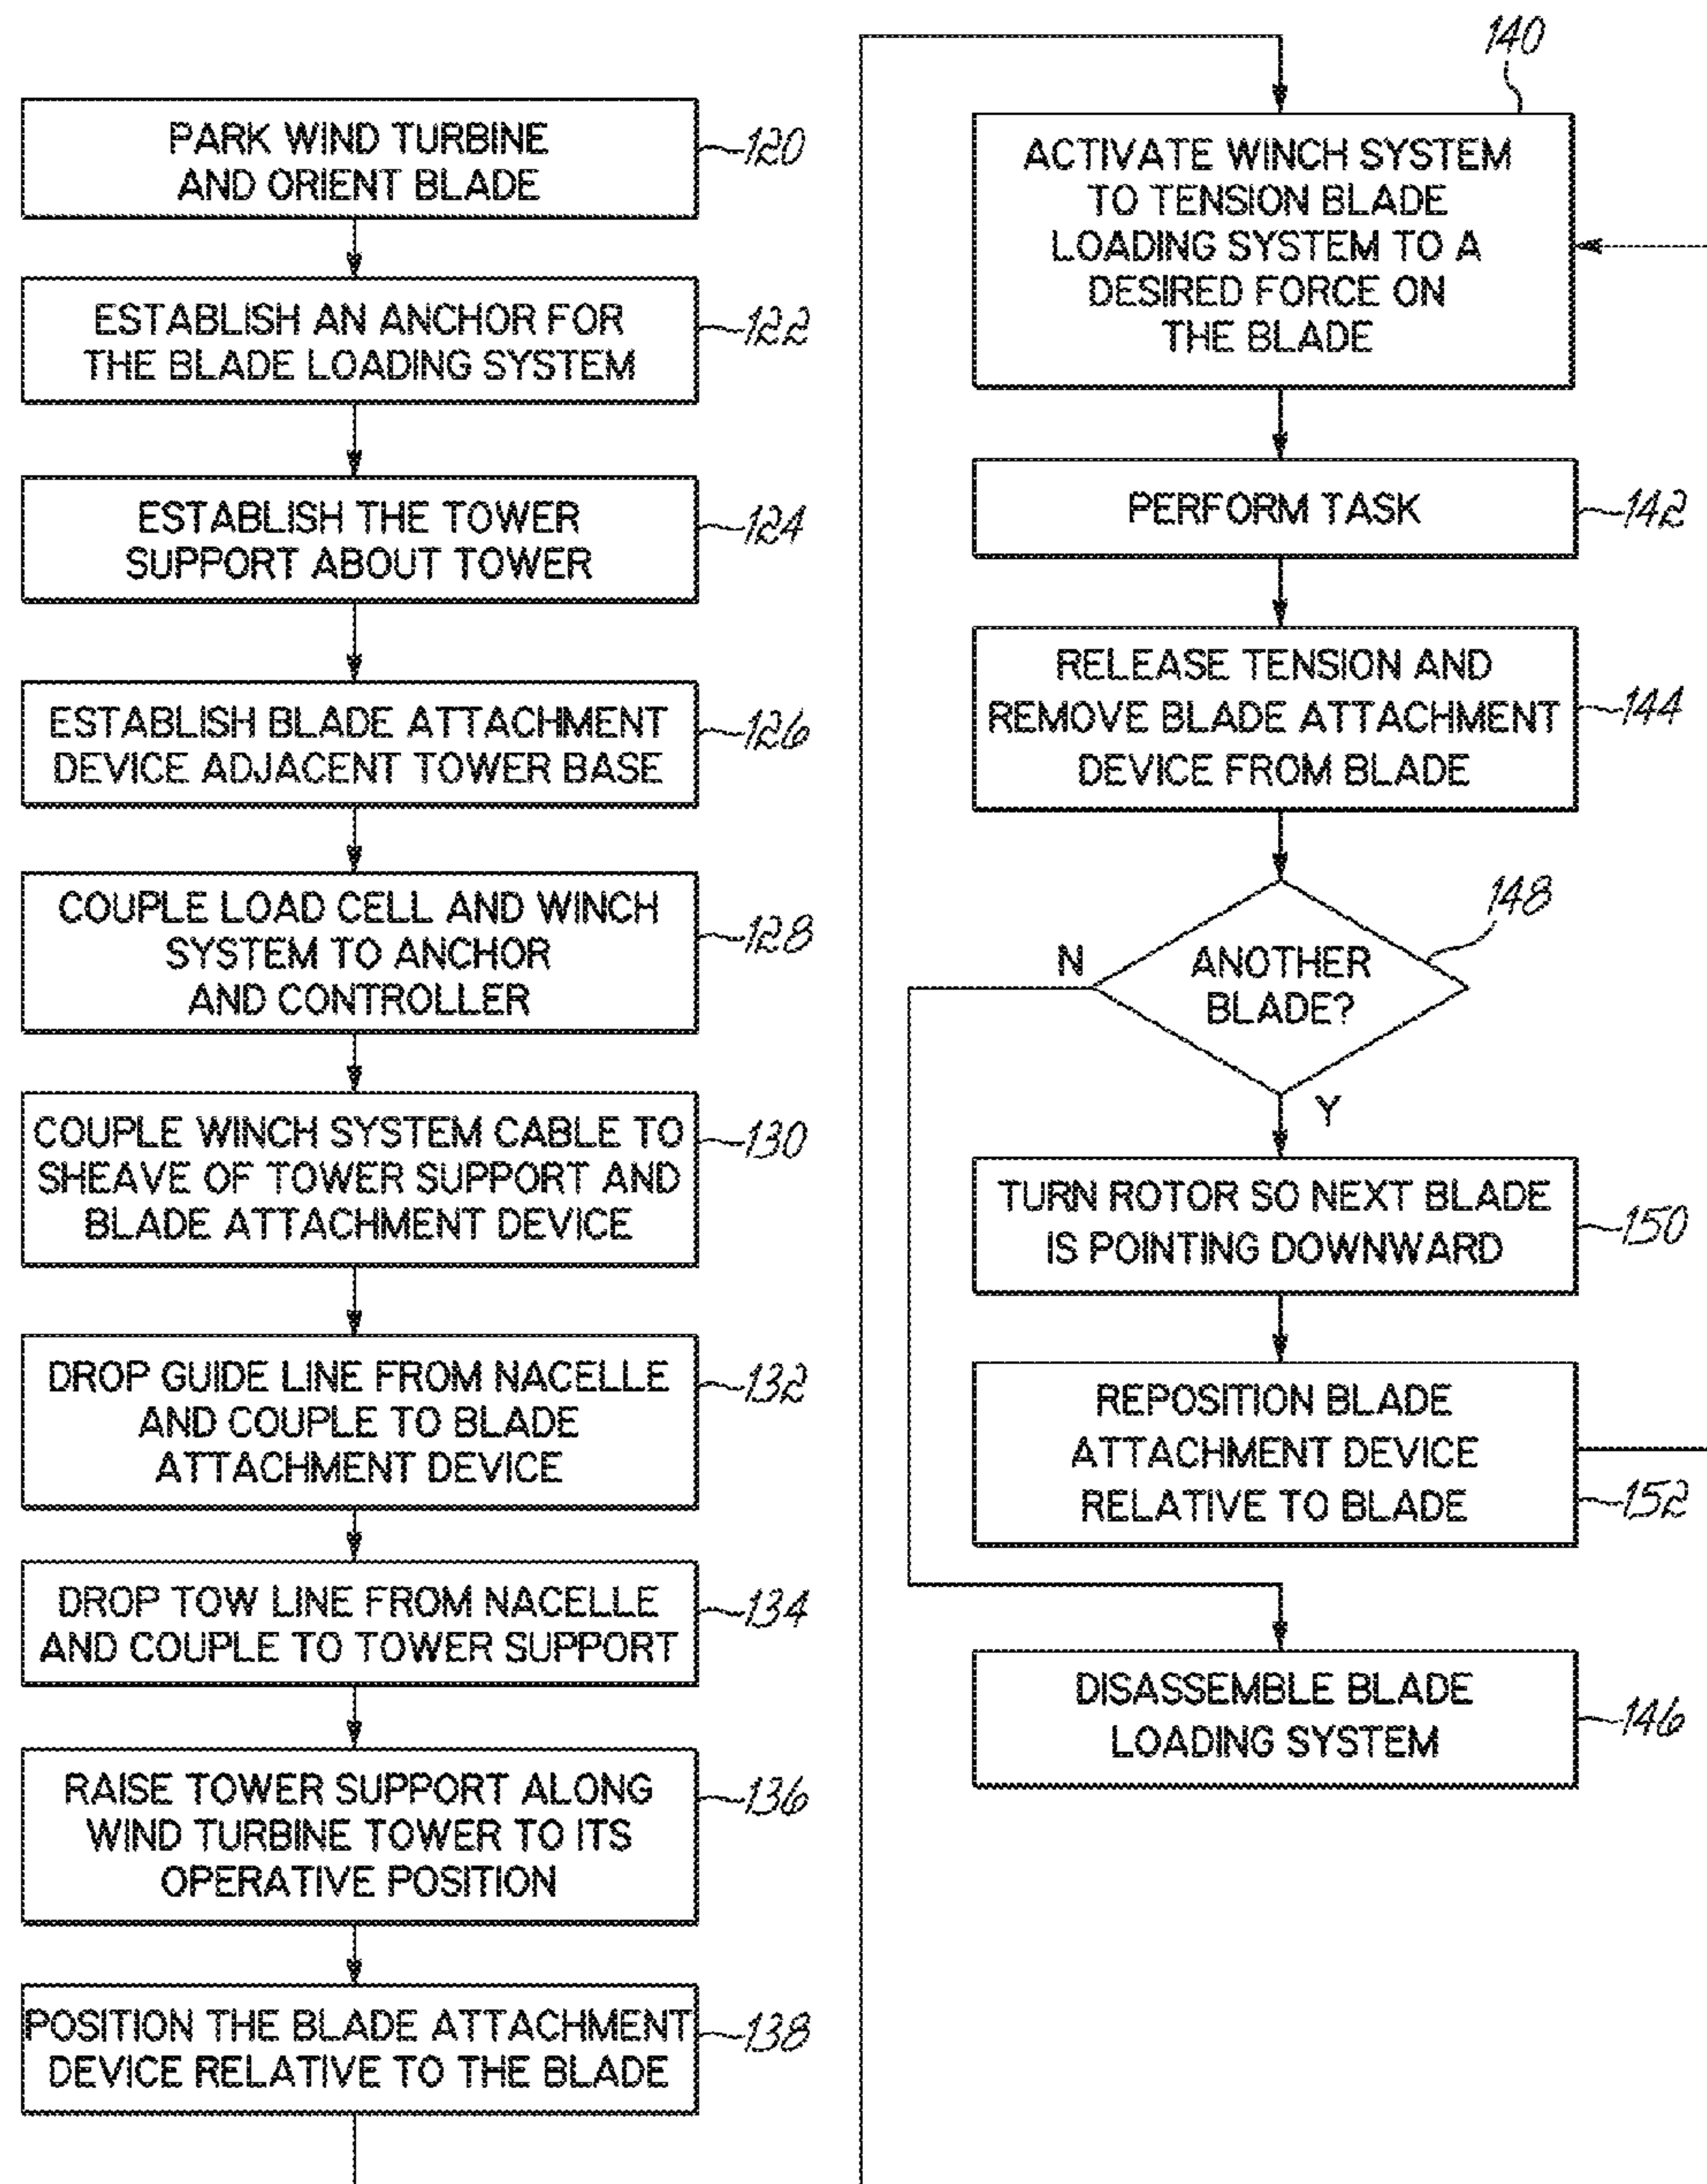 PARK WIND TURBINE
AND ORIENT BLADE
120
ESTABLISH AN ANCHOR FOR
THE BLADE LOADING SYSTEM
122
ESTABLISH THE TOWER
SUPPORT ABOUT TOWER
124
ESTABLISH BLADE ATTACHMENT
DEVICE ADJACENT TOWER BASE
126
COUPLE LOAD CELL AND WINCH
SYSTEM TO ANCHOR
AND CONTROLLER
128
COUPLE WINCH SYSTEM CABLE TO
SHEAVE OF TOWER SUPPORT AND
BLADE ATTACHMENT DEVICE
130
DROP GUIDE LINE FROM NACELLE
AND COUPLE TO BLADE
ATTACHMENT DEVICE
132
DROP TOW LINE FROM NACELLE
AND COUPLE TO TOWER SUPPORT
134
RAISE TOWER SUPPORT ALONG
WIND TURBINE TOWER TO ITS
OPERATIVE POSITION
136
POSITION THE BLADE ATTACHMENT
DEVICE RELATIVE TO THE BLADE
138
140
ACTIVATE WINCH SYSTEM
TO TENSION BLADE
LOADING SYSTEM TO A
DESIRED FORCE ON
THE BLADE
PERFORM TASK
142
RELEASE TENSION AND
REMOVE BLADE ATTACHMENT
DEVICE FROM BLADE
144
148
N
ANOTHER
BLADE?
Y
TURN ROTOR SO NEXT BLADE
IS POINTING DOWNWARD
150
REPOSITION BLADE
ATTACHMENT DEVICE
RELATIVE TO BLADE
152
DISASSEMBLE BLADE
LOADING SYSTEM
146